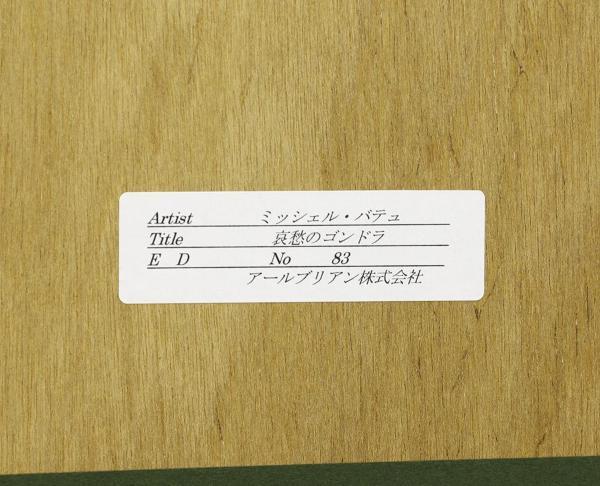 Artist ミッシェル・バテュ
Title 哀愁のゴンドラ
E D No 83
アールブリアン株式会社